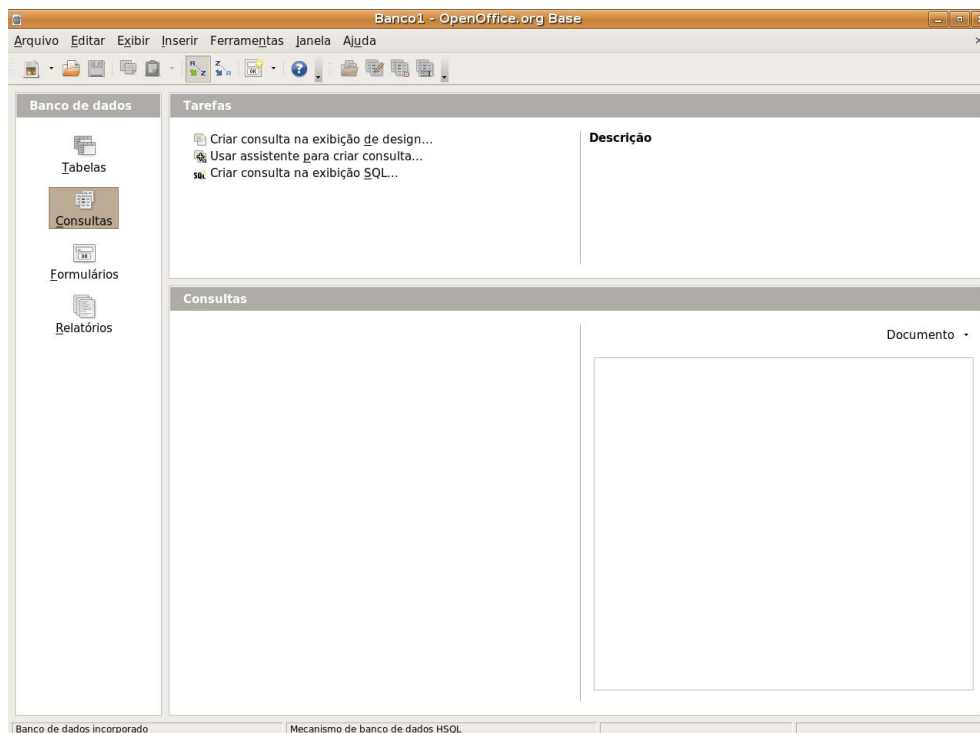 Banco1 - OpenOffice.org Base
Arquivo Editar Exibir Inserir Ferramentas Janela Ajuda
Banco de dados
Tabelas
Consultas
Formulários
Relatórios
Tarefas
Criar consulta na exibição de design...
Usar assistente para criar consulta...
SQL Criar consulta na exibição SQL...
Descrição
Consultas
Documento
Banco de dados incorporado
Mecanismo de banco de dados HSQL